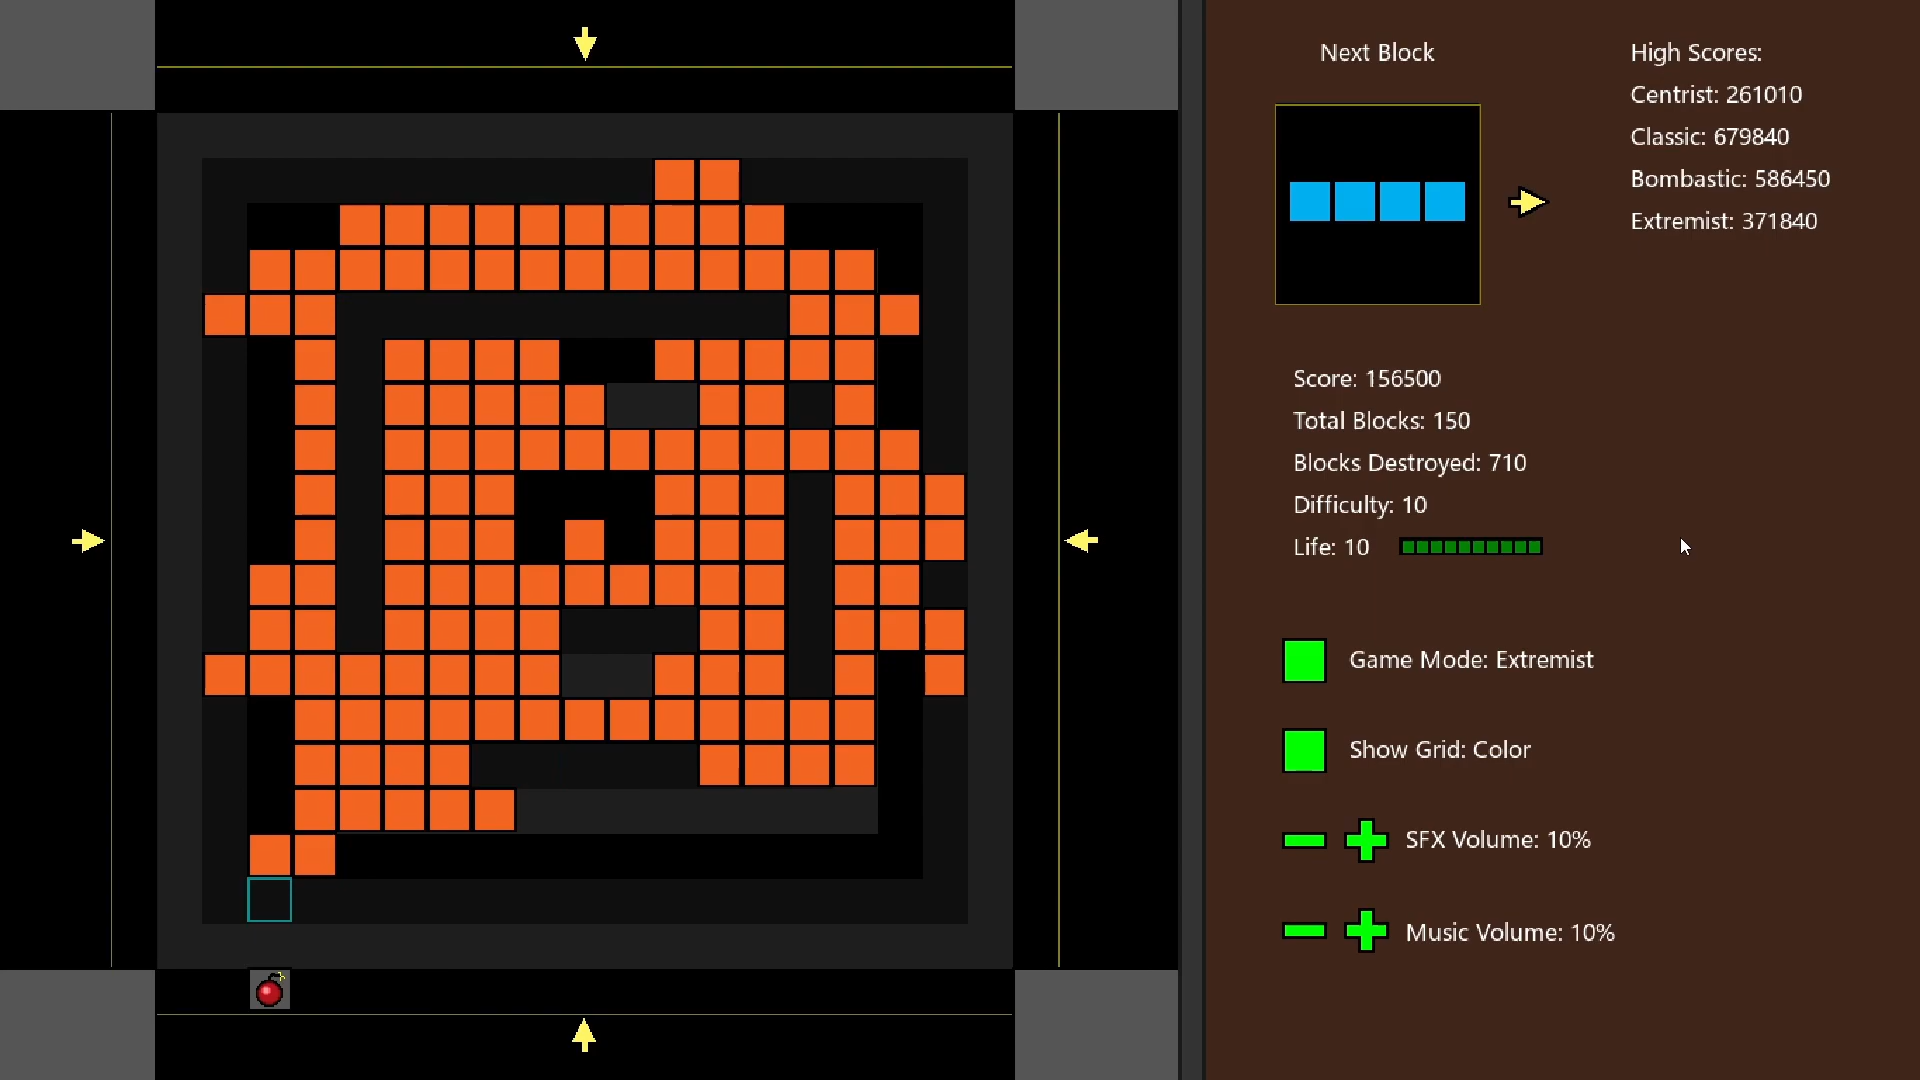 Next Block
High Scores:
Centrist: 261010
Classic: 679840
Bombastic: 586450
Extremist: 371840
Score: 156500
Total Blocks: 150
Blocks Destroyed: 710
Difficulty: 10
Life: 10
Game Mode: Extremist
Show Grid: Color
SFX Volume: 10%
Music Volume: 10%